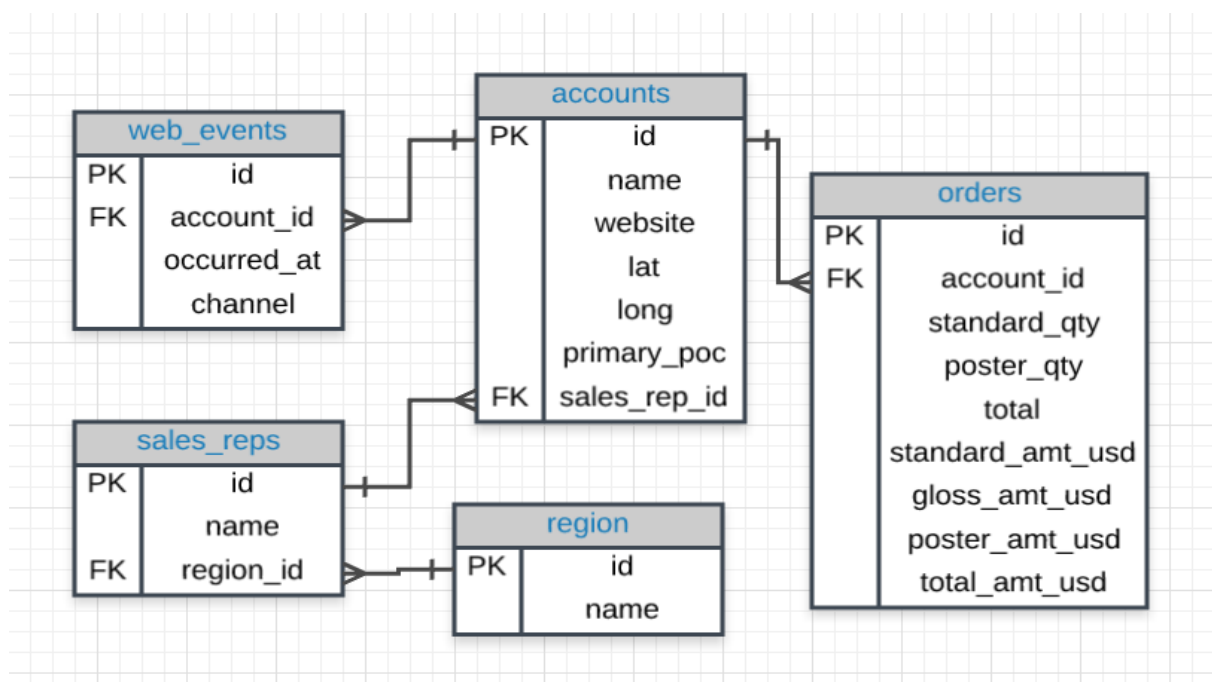 web_events
PK id
FK account_id
occurred_at
channel
accounts
PK id
name
website
lat
long
primary_poc
FK sales_rep_id
orders
PK id
FK account_id
standard_qty
poster_qty
total
standard_amt_usd
gloss_amt_usd
poster_amt_usd
total_amt_usd
sales_reps
PK id
name
FK region_id
region
PK id
name